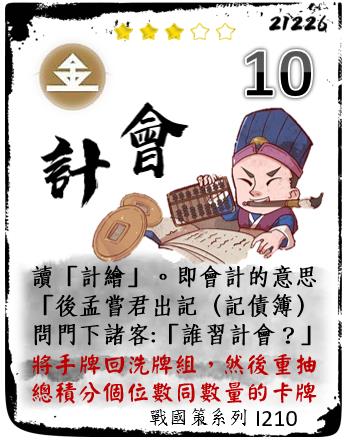 21226
金
10
計會
讀「計繪」。即會計的意思
「後孟嘗君出記（記債簿）
問門下諸客:「誰習計會？」
將手牌回洗牌組，然後重抽
總積分個位數同數量的卡牌
戰國策系列 I210